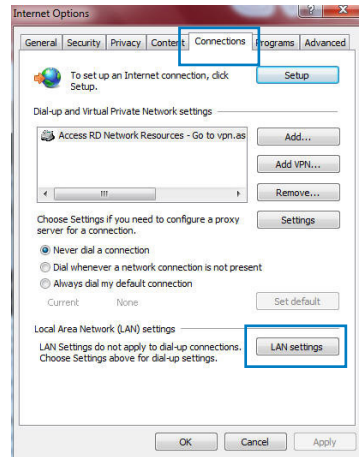 Internet Options
General Security Privacy Content Connections Programs Advanced
To set up an Internet connection, click
Setup.
Setup
Dial-up and Virtual Private Network settings
Access RD Network Resources - Go to vpn.as
Add...
Add VPN...
Remove...
Choose Settings if you need to configure a proxy
server for a connection.
Settings
Never dial a connection
Dial whenever a network connection is not present
Always dial my default connection
Current None
Set default
Local Area Network (LAN) settings
LAN Settings do not apply to dial-up connections.
Choose Settings above for dial-up settings.
LAN settings
OK Cancel Apply